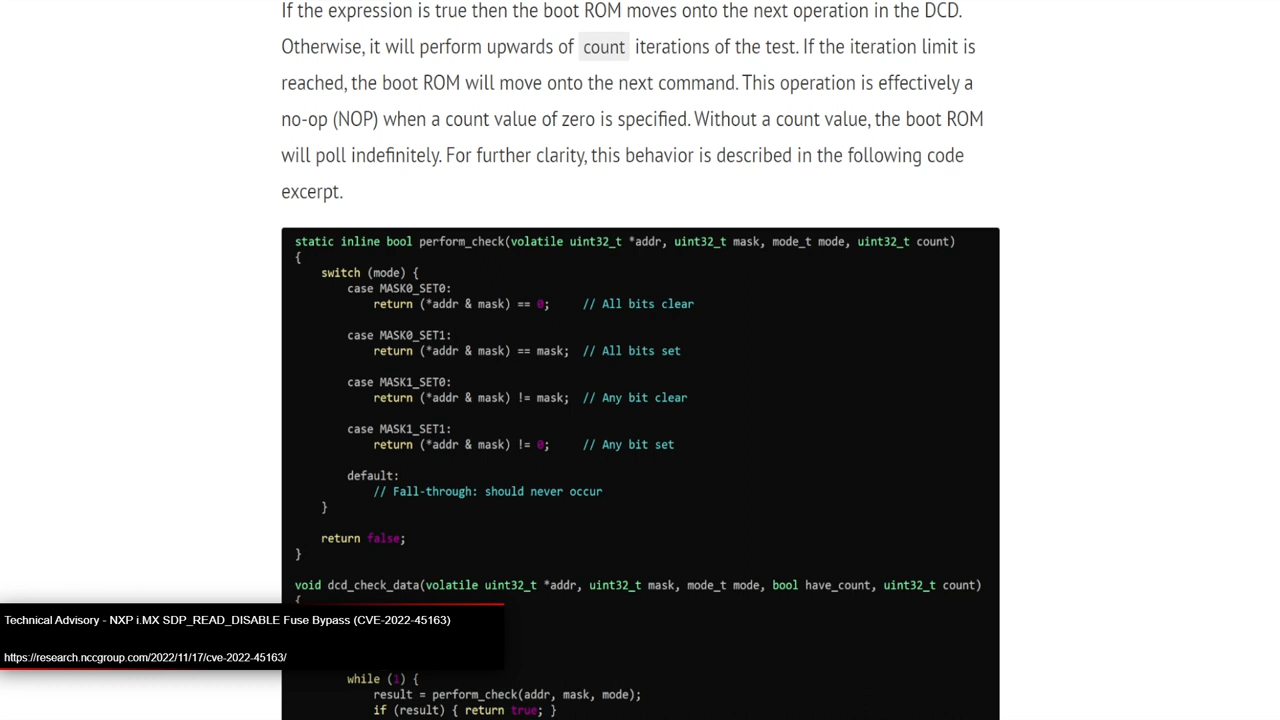 If the expression is true then the boot ROM moves onto the next operation in the DCD.
Otherwise, it will perform upwards of count iterations of the test. If the iteration limit is
reached, the boot ROM will move onto the next command. This operation is effectively a
no-op (NOP) when a count value of zero is specified. Without a count value, the boot ROM
will poll indefinitely. For further clarity, this behavior is described in the following code
excerpt.
static inline bool perform_check(volatile uint32_t *addr, uint32_t mask, mode_t mode, uint32_t count)
{
    switch (mode) {
        case MASK0_SET0:
            return (*addr & mask) == 0;     // All bits clear
        case MASK0_SET1:
            return (*addr & mask) == mask;  // All bits set
        case MASK1_SET0:
            return (*addr & mask) != mask;  // Any bit clear
        case MASK1_SET1:
            return (*addr & mask) != 0;     // Any bit set
        default:
            // Fall-through: should never occur
    }
    return false;
}
void dcd_check_data(volatile uint32_t *addr, uint32_t mask, mode_t mode, bool have_count, uint32_t count)
{
Technical Advisory - NXP i.MX SDP_READ_DISABLE Fuse Bypass (CVE-2022-45163)
https://research.nccgroup.com/2022/11/17/cve-2022-45163/
        while (1) {
            result = perform_check(addr, mask, mode);
            if (result) { return true; }